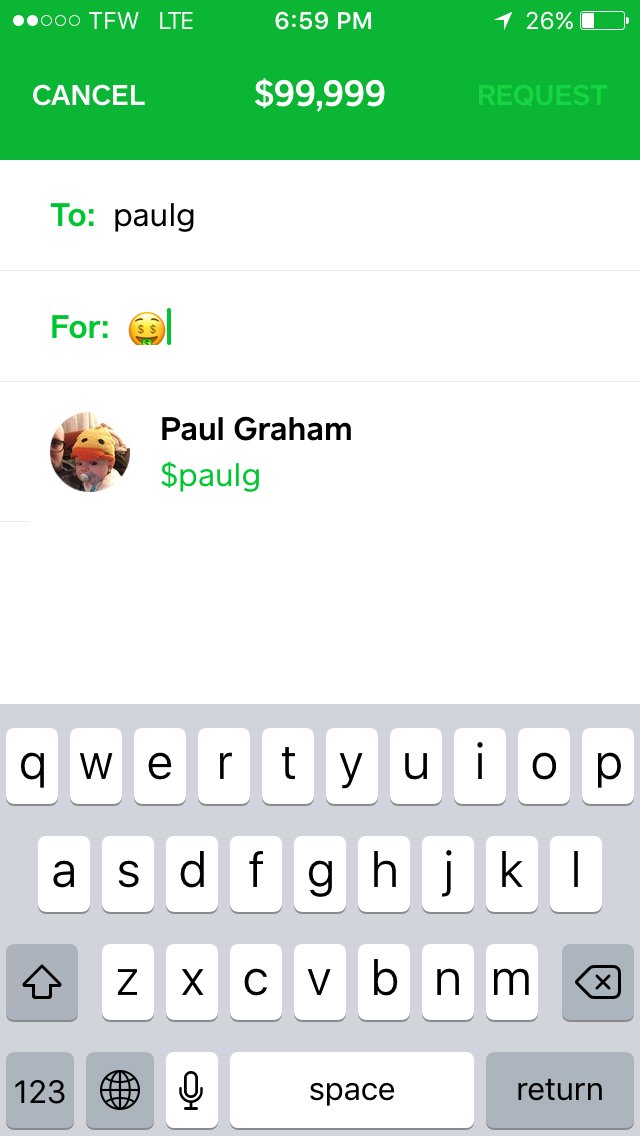 TFW LTE 6:59 PM 26%
CANCEL $99,999 REQUEST
To: paulg
For: 🤑
Paul Graham
$paulg
q w e r t y u i o p
a s d f g h j k l
z x c v b n m
123 space return